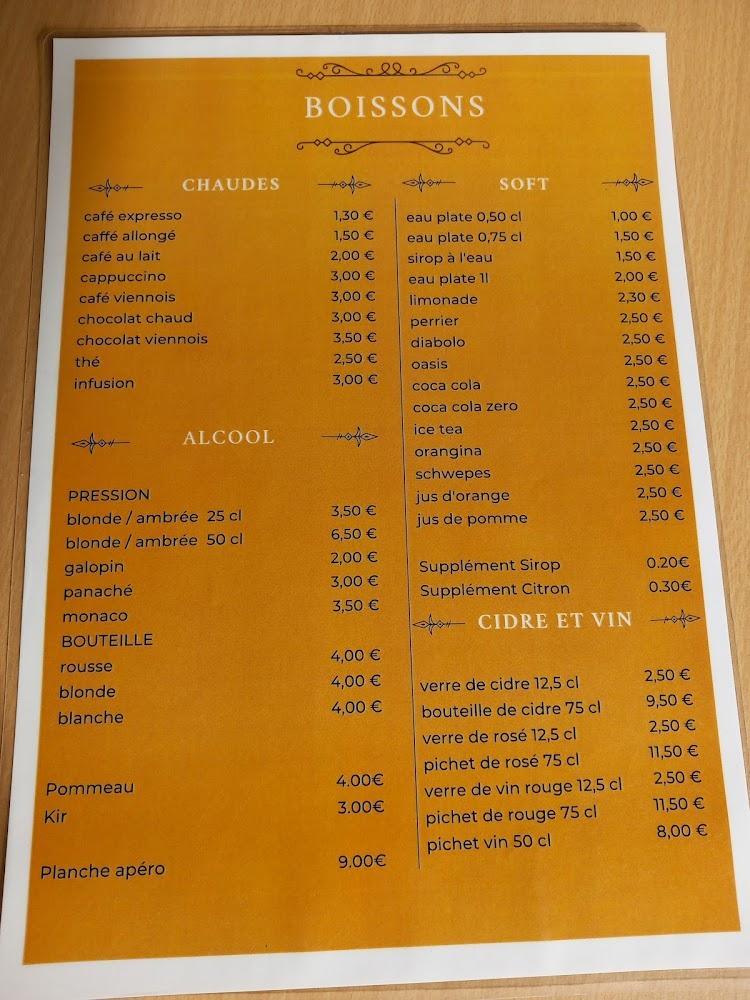 BOISSONS
CHAUDES
café expresso 1,30 €
caffé allongé 1,50 €
café au lait 2,00 €
cappuccino 3,00 €
café viennois 3,00 €
chocolat chaud 3,00 €
chocolat viennois 3,50 €
thé 2,50 €
infusion 3,00 €
ALCOOL
PRESSION
blonde / ambrée 25 cl 3,50 €
blonde / ambrée 50 cl 6,50 €
galopin 2,00 €
panaché 3,00 €
monaco 3,50 €
BOUTEILLE
rousse 4,00 €
blonde 4,00 €
blanche 4,00 €
Pommeau 4.00€
Kir 3.00€
Planche apéro 9.00€
SOFT
eau plate 0,50 cl 1,00 €
eau plate 0,75 cl 1,50 €
sirop à l'eau 1,50 €
eau plate 1l 2,00 €
limonade 2,30 €
perrier 2,50 €
diabolo 2,50 €
oasis 2,50 €
coca cola 2,50 €
coca cola zero 2,50 €
ice tea 2,50 €
orangina 2,50 €
schwepes 2,50 €
jus d'orange 2,50 €
jus de pomme 2,50 €
Supplément Sirop 0.20€
Supplément Citron 0.30€
CIDRE ET VIN
verre de cidre 12,5 cl 2,50 €
bouteille de cidre 75 cl 9,50 €
verre de rosé 12,5 cl 2,50 €
pichet de rosé 75 cl 11,50 €
verre de vin rouge 12,5 cl 2,50 €
pichet de rouge 75 cl 11,50 €
pichet vin 50 cl 8,00 €